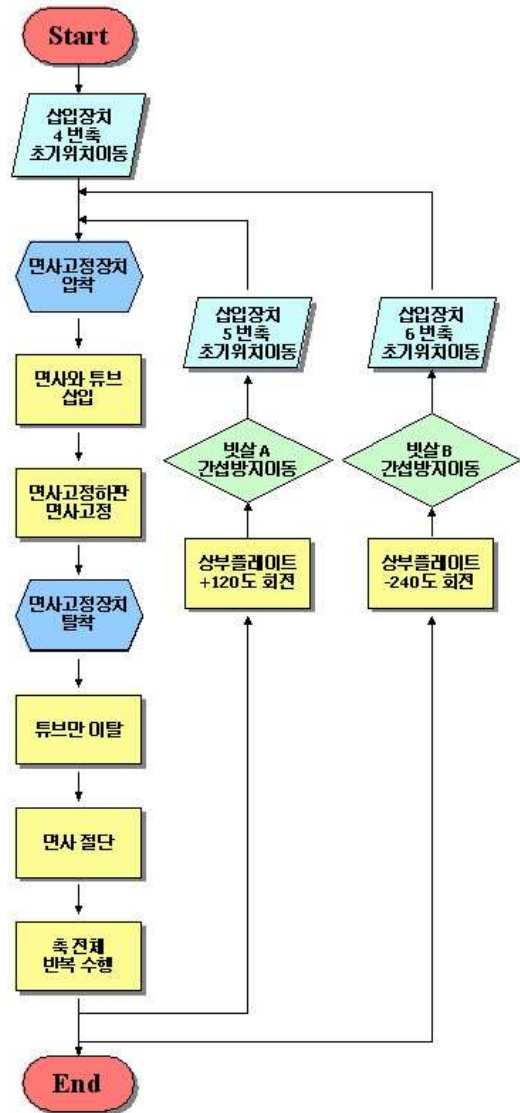 Start
삽입장치
4 번축
초기위치이동
면사고정장치
압착
면사와 튜브
삽입
면사고정하판
면사고정
면사고정장치
탈착
튜브만 이탈
면사 절단
축 전체
반복 수행
End
삽입장치
5 번축
초기위치이동
빗살 A
간섭방지이동
상부플레이트
+120도 회전
삽입장치
6 번축
초기위치이동
빗살 B
간섭방지이동
상부플레이트
-240도 회전